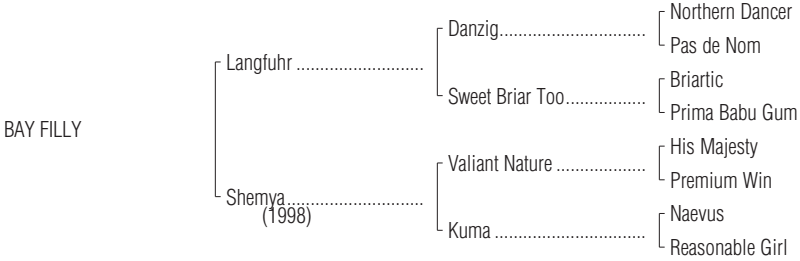 Northern Dancer
Danzig..............................
Pas de Nom
Langfuhr ...........................
Briartic
Sweet Briar Too.................
Prima Babu Gum
BAY FILLY
His Majesty
Valiant Nature ...................
Premium Win
Shemya.............................
(1998)
Naevus
Kuma ................................
Reasonable Girl